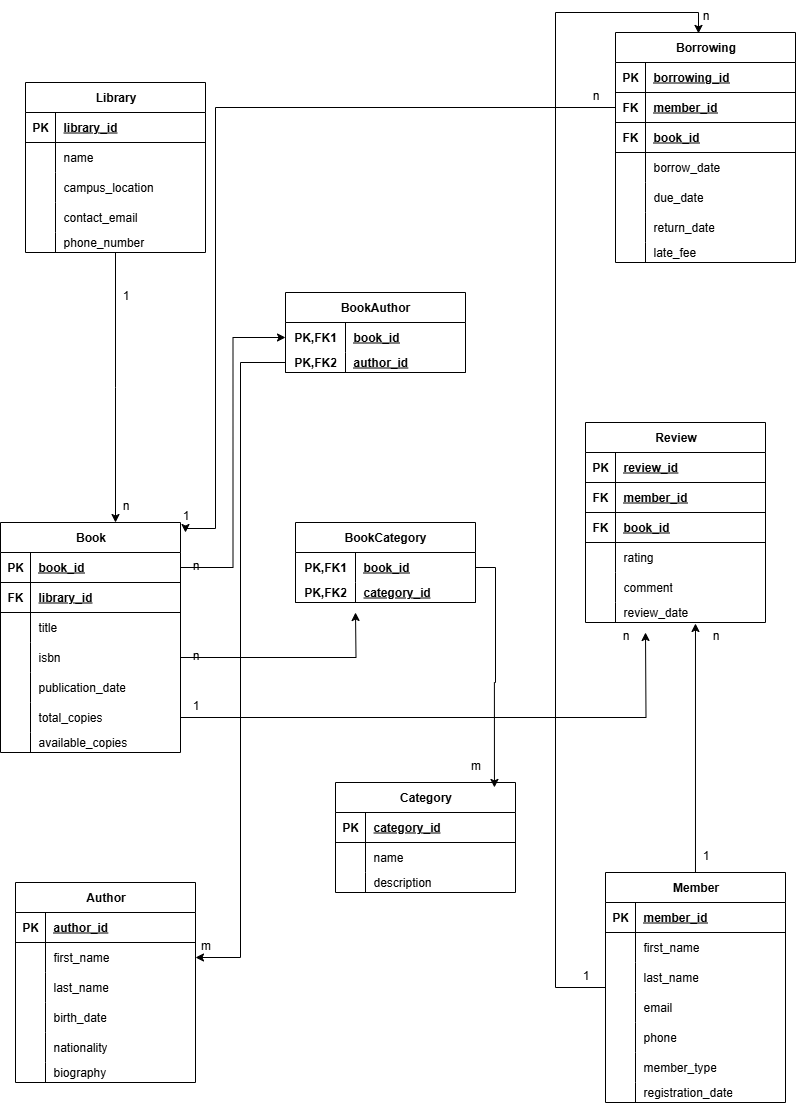 n
Borrowing
PK borrowing_id
FK member_id
FK book_id
borrow_date
due_date
return_date
late_fee
n
Library
PK library_id
name
campus_location
contact_email
phone_number
1
BookAuthor
PK,FK1 book_id
PK,FK2 author_id
Review
PK review_id
FK member_id
FK book_id
rating
comment
review_date
n
n
n
1
Book
PK book_id
FK library_id
title
isbn
publication_date
total_copies
available_copies
n
n
1
BookCategory
PK,FK1 book_id
PK,FK2 category_id
m
Category
PK category_id
name
description
1
Member
PK member_id
first_name
last_name
email
phone
member_type
registration_date
1
Author
PK author_id
first_name
last_name
birth_date
nationality
biography
m